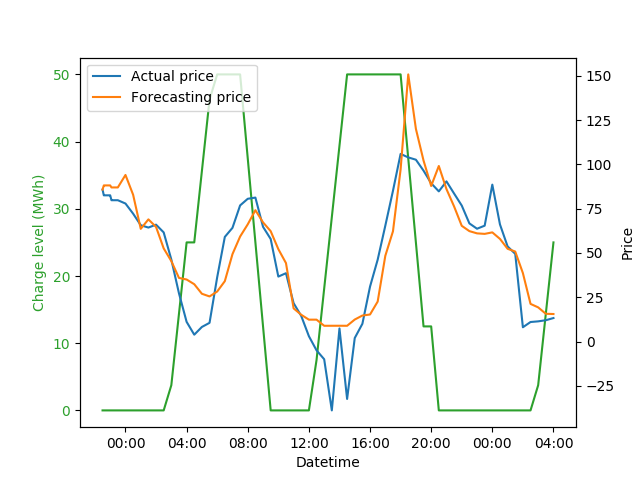 Actual price
Forecasting price
50
40
30
20
10
0
Charge level (MWh)
150
125
100
75
50
25
0
−25
Price
00:00 04:00 08:00 12:00 16:00 20:00 00:00 04:00
Datetime